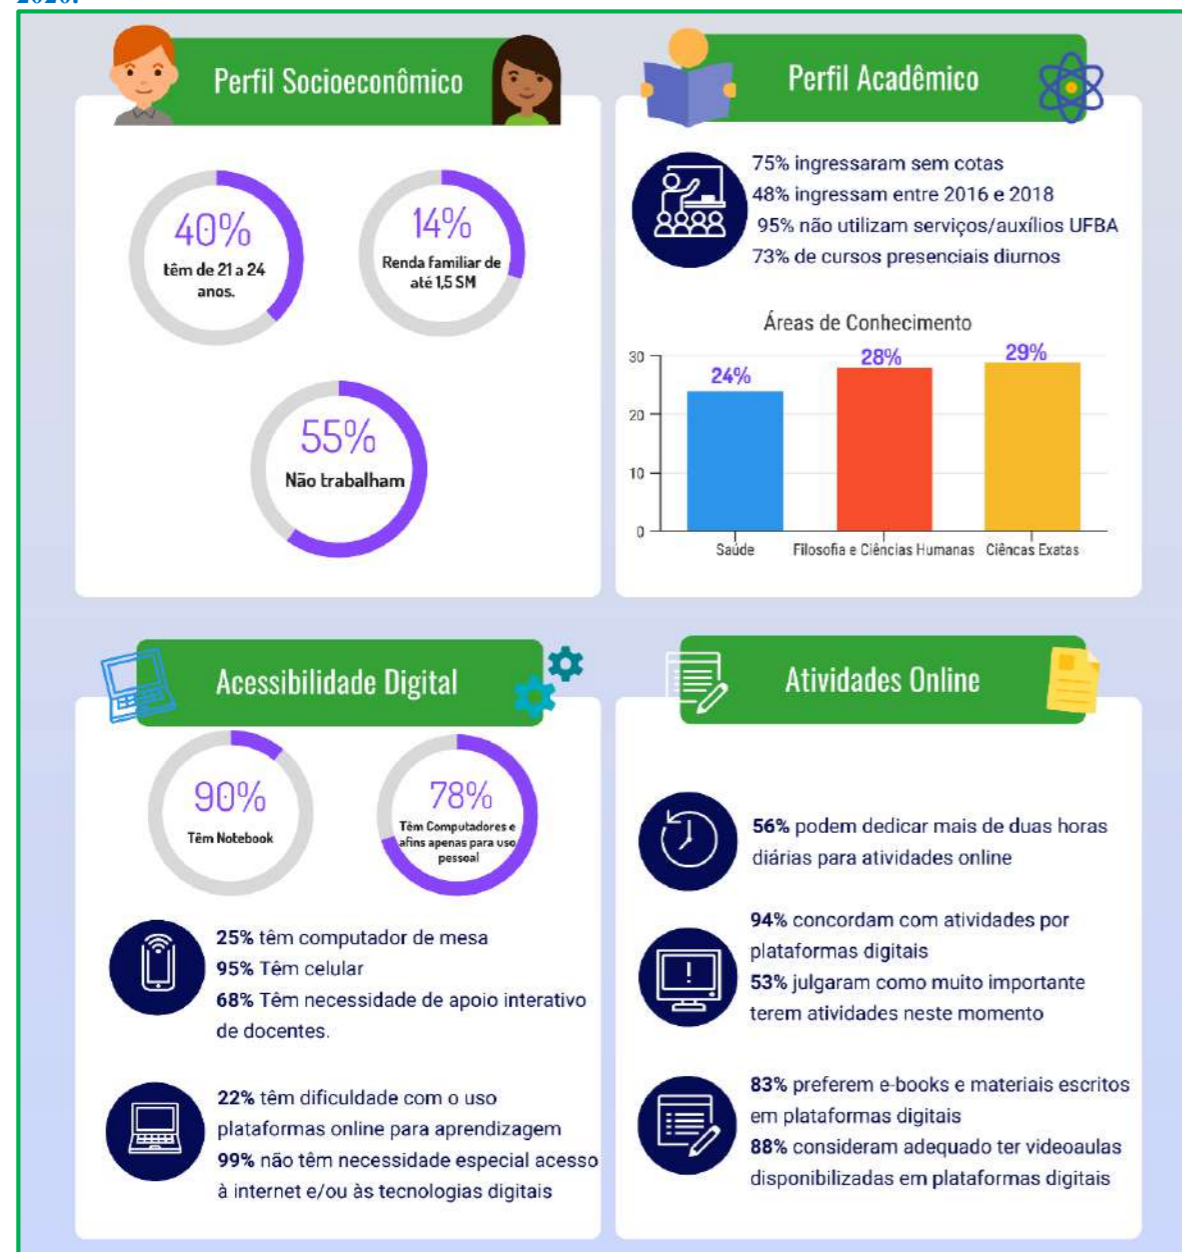 2020.
Perfil Socioeconômico
40%
têm de 21 a 24
anos.
14%
Renda familiar de
até 1,5 SM
55%
Não trabalham
Perfil Acadêmico
75% ingressaram sem cotas
48% ingressam entre 2016 e 2018
95% não utilizam serviços/auxílios UFBA
73% de cursos presenciais diurnos
Áreas de Conhecimento
30
20
10
0
24%
28%
29%
Saúde
Filosofia e Ciências Humanas
Ciêncas Exatas
Acessibilidade Digital
90%
Têm Notebook
78%
Têm Computadores e
afins apenas para uso
pessoal
25% têm computador de mesa
95% Têm celular
68% Têm necessidade de apoio interativo
de docentes.
22% têm dificuldade com o uso
plataformas online para aprendizagem
99% não têm necessidade especial acesso
à internet e/ou às tecnologias digitais
Atividades Online
56% podem dedicar mais de duas horas
diárias para atividades online
94% concordam com atividades por
plataformas digitais
53% julgaram como muito importante
terem atividades neste momento
83% preferem e-books e materiais escritos
em plataformas digitais
88% consideram adequado ter videoaulas
disponibilizadas em plataformas digitais